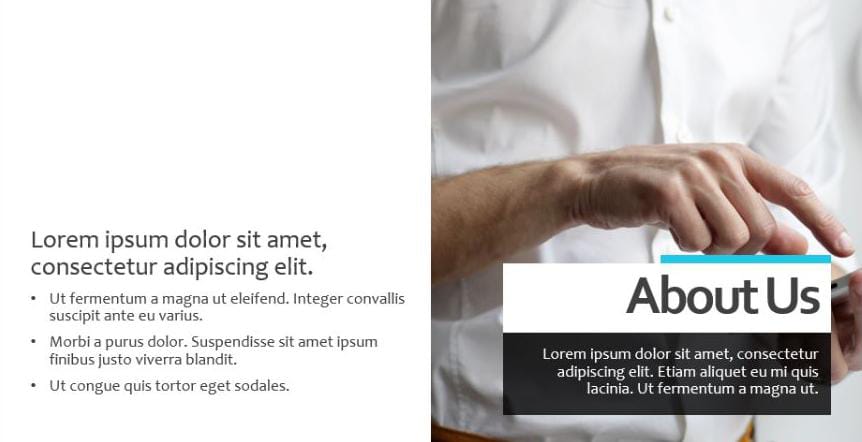 Lorem ipsum dolor sit amet,
consectetur adipiscing elit.
• Ut fermentum a magna ut eleifend. Integer convallis
suscipit ante eu varius.
• Morbi a purus dolor. Suspendisse sit amet ipsum
finibus justo viverra blandit.
• Ut congue quis tortor eget sodales.
About Us
Lorem ipsum dolor sit amet, consectetur
adipiscing elit. Etiam aliquet eu mi quis
lacinia. Ut fermentum a magna ut.